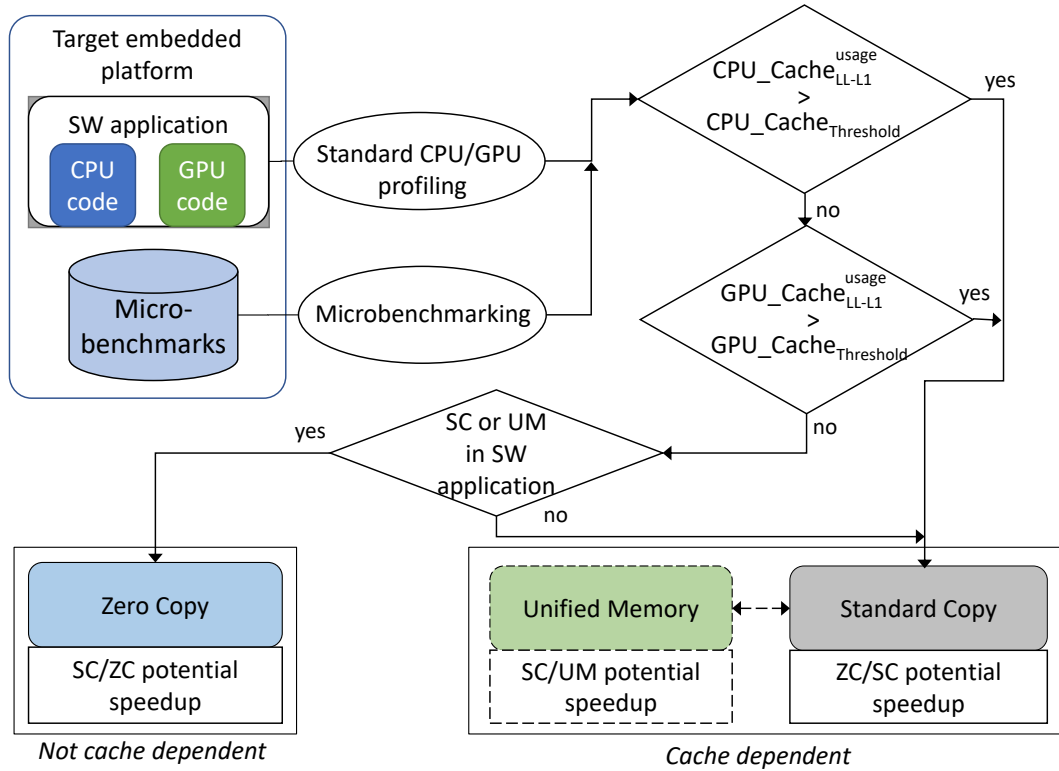 Target embedded
platform
SW application
CPU
code
GPU
code
Micro-
benchmarks
Standard CPU/GPU
profiling
Microbenchmarking
CPU_Cache usage LL-L1
>
CPU_Cache Threshold
yes
no
GPU_Cache usage LL-L1
>
GPU_Cache Threshold
yes
no
SC or UM
in SW
application
yes
no
Zero Copy
SC/ZC potential
speedup
Not cache dependent
Unified Memory
SC/UM potential
speedup
Standard Copy
ZC/SC potential
speedup
Cache dependent